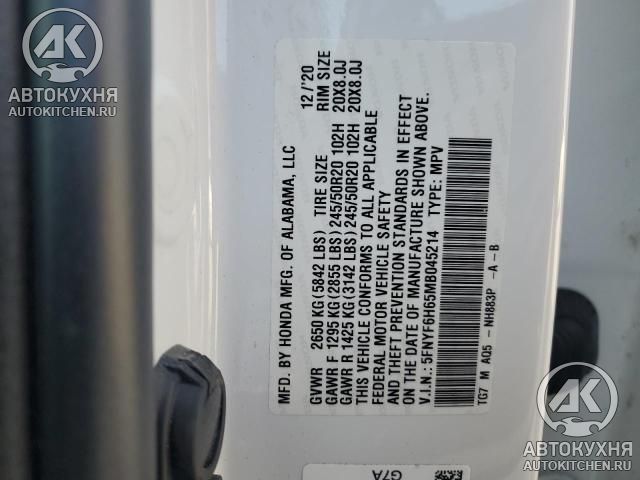 AK
АВТОКУХНЯ
AUTOKITCHEN.RU
MFD. BY HONDA MFG. OF ALABAMA, LLC 12/'20
GVWR 2650 KG(5842 LBS) TIRE SIZE RIM SIZE
GAWR F 1295 KG(2855 LBS) 245/50R20 102H 20X8.0J
GAWR R 1425 KG(3142 LBS) 245/50R20 102H 20X8.0J
THIS VEHICLE CONFORMS TO ALL APPLICABLE
FEDERAL MOTOR VEHICLE SAFETY
AND THEFT PREVENTION STANDARDS IN EFFECT
ON THE DATE OF MANUFACTURE SHOWN ABOVE.
V.I.N.: 5FNYF6H65MB045214 TYPE: MPV
TG7 M AQ5 - NH883P -A -B
G7A
AK
АВТОКУХНЯ
AUTOKITCHEN.RU